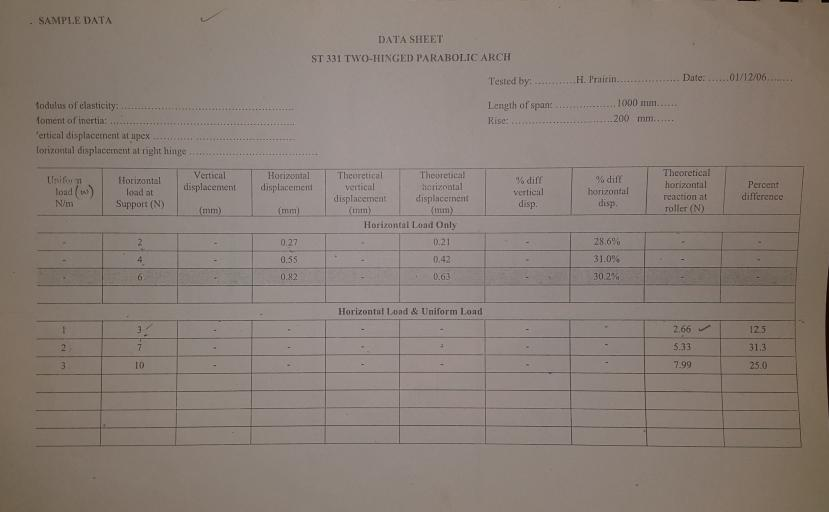 . SAMPLE DATA
DATA SHEET
ST 331 TWO-HINGED PARABOLIC ARCH
Tested by: ...........H. Prairin.................. Date: ......01/12/06........
Modulus of elasticity: ................................................
Length of span: .................1000 mm......
Moment of inertia: ....................................................
Rise: .............................200 mm......
Vertical displacement at apex .....................................
Horizontal displacement at right hinge .................................
Uniform load (w) N/m | Horizontal load at Support (N) | Vertical displacement (mm) | Horizontal displacement (mm) | Theoretical vertical displacement (mm) | Theoretical horizontal displacement (mm) | % diff vertical disp. | % diff horizontal disp. | Theoretical horizontal reaction at roller (N) | Percent difference
Horizontal Load Only
- | 2 | - | 0.27 | - | 0.21 | - | 28.6% | - | -
- | 4 | - | 0.55 | - | 0.42 | - | 31.0% | - | -
- | 6 | - | 0.82 | - | 0.63 | - | 30.2% | - | -
Horizontal Load & Uniform Load
1 | 3 | - | - | - | - | - | - | 2.66 | 12.5
2 | 7 | - | - | - | - | - | - | 5.33 | 31.3
3 | 10 | - | - | - | - | - | - | 7.99 | 25.0